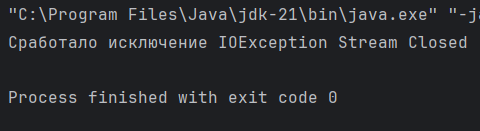 "C:\Program Files\Java\jdk-21\bin\java.exe" "-ja
Сработало исключение IOException Stream Closed
Process finished with exit code 0